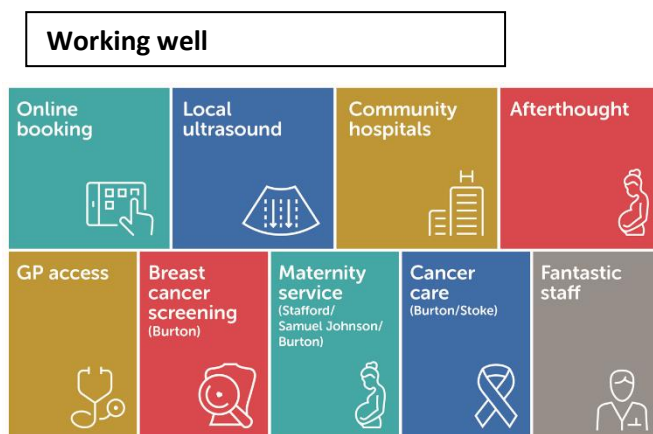 Working well
Online
booking
Local
ultrasound
Community
hospitals
H
Afterthought
GP access
Breast
cancer
screening
(Burton)
Maternity
service
(Stafford/
Samuel Johnson/
Burton)
Cancer
care
(Burton/Stoke)
Fantastic
staff